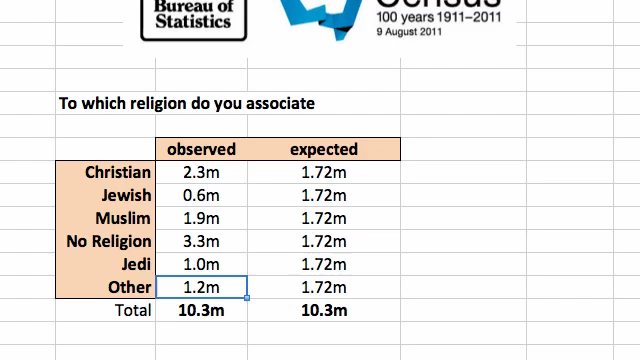 Bureau of
Statistics
Census
100 years 1911–2011
9 August 2011
To which religion do you associate
observed expected
Christian 2.3m 1.72m
Jewish 0.6m 1.72m
Muslim 1.9m 1.72m
No Religion 3.3m 1.72m
Jedi 1.0m 1.72m
Other 1.2m 1.72m
Total 10.3m 10.3m